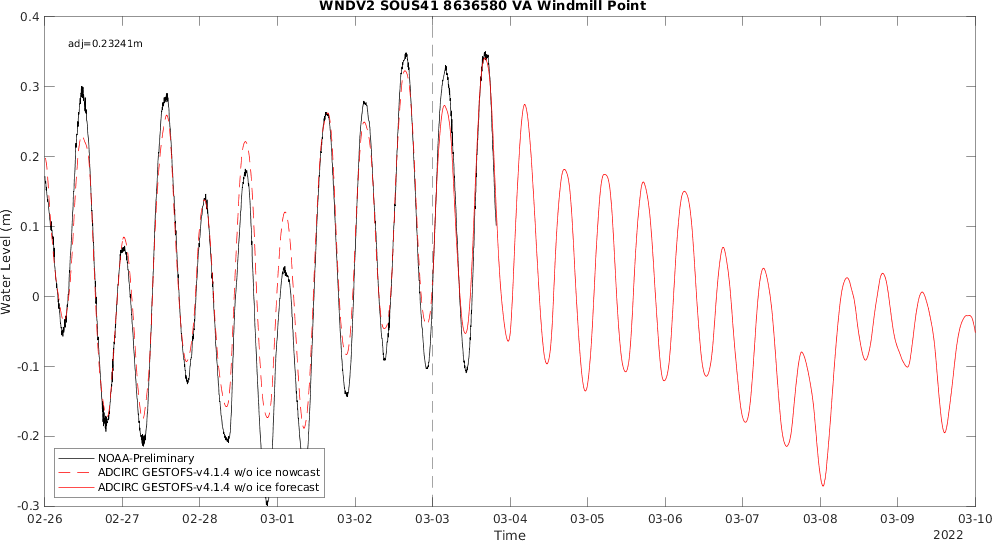 WNDV2 SOUS41 8636580 VA Windmill Point
adj=0.23241m
0.4
0.3
0.2
0.1
0
-0.1
-0.2
-0.3
Water Level (m)
NOAA-Preliminary
ADCIRC GESTOFS-v4.1.4 w/o ice nowcast
ADCIRC GESTOFS-v4.1.4 w/o ice forecast
02-26 02-27 02-28 03-01 03-02 03-03 03-04 03-05 03-06 03-07 03-08 03-09 03-10
Time
2022